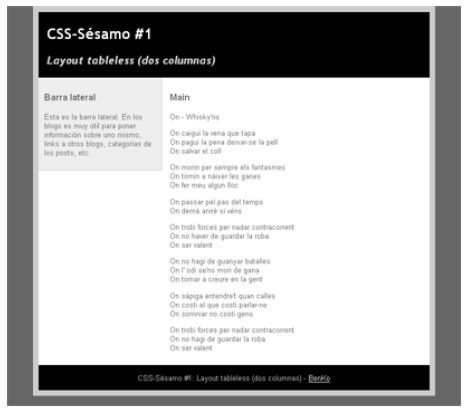 CSS-Sésamo #1
Layout tableless (dos columnas)
Barra lateral
Esta es la barra lateral. En los
blogs es muy útil para poner
información sobre uno mismo,
links a otros blogs, categorías de
los posts, etc.
Main
On - Whisky'ns
On caigui la vena que tapa
On pagui la pena deixar-se la pell
On salvar el coll
On morin per sempre els fantasmes
On tornin a nàixer les ganes
On fer meu algun lloc
On passar pel pas del temps
On demà aniré si véns
On trobi forces per nadar contracorrent
On no haver de guardar la roba
On ser valent
On no hagi de guanyar batalles
On l'odi se'ns mori de gana
On tornar a creure en la gent
On sàpiga entendre't quan calles
On costi el que costi parlar-ne
On somniar no costi gens
On trobi forces per nadar contracorrent
On no hagi de guardar la roba
On ser valent
CSS-Sésamo #1: Layout tableless (dos columnas) - BenKo